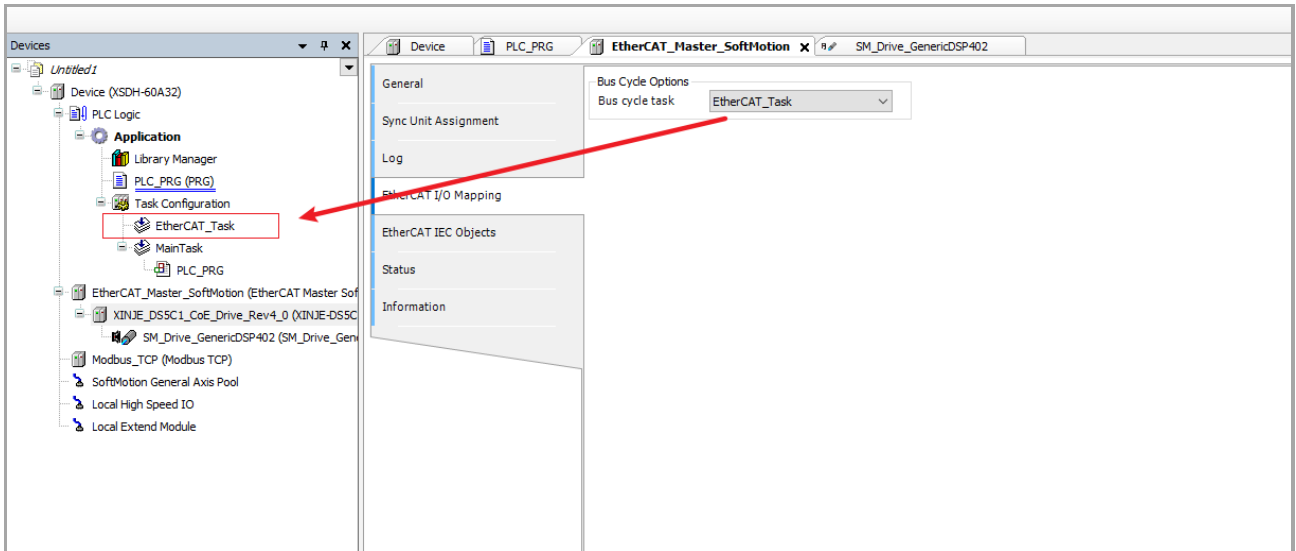 Devices
Untitled1
Device (XSDH-60A32)
PLC Logic
Application
Library Manager
PLC_PRG (PRG)
Task Configuration
EtherCAT_Task
MainTask
PLC_PRG
EtherCAT_Master_SoftMotion (EtherCAT Master Sof
XINJE_DS5C1_CoE_Drive_Rev4_0 (XINJE-DS5C
SM_Drive_GenericDSP402 (SM_Drive_Gen
Modbus_TCP (Modbus TCP)
SoftMotion General Axis Pool
Local High Speed IO
Local Extend Module
Device PLC_PRG EtherCAT_Master_SoftMotion SM_Drive_GenericDSP402
General
Sync Unit Assignment
Log
EtherCAT I/O Mapping
EtherCAT IEC Objects
Status
Information
Bus Cycle Options
Bus cycle task EtherCAT_Task